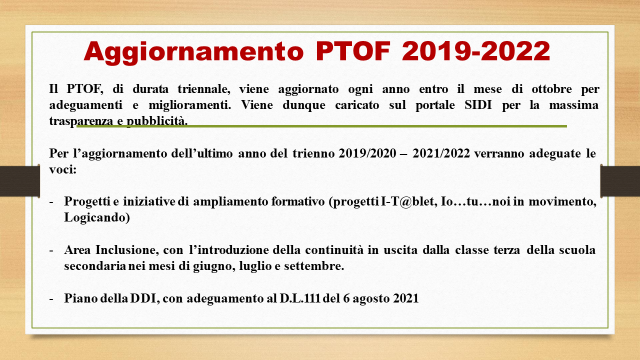 Aggiornamento PTOF 2019-2022
Il PTOF, di durata triennale, viene aggiornato ogni anno entro il mese di ottobre per
adeguamenti e miglioramenti. Viene dunque caricato sul portale SIDI per la massima
trasparenza e pubblicità.
Per l’aggiornamento dell’ultimo anno del trienno 2019/2020 – 2021/2022 verranno adeguate le
voci:
- Progetti e iniziative di ampliamento formativo (progetti I-T@blet, Io…tu…noi in movimento,
Logicando)
- Area Inclusione, con l’introduzione della continuità in uscita dalla classe terza della scuola
secondaria nei mesi di giugno, luglio e settembre.
- Piano della DDI, con adeguamento al D.L.111 del 6 agosto 2021